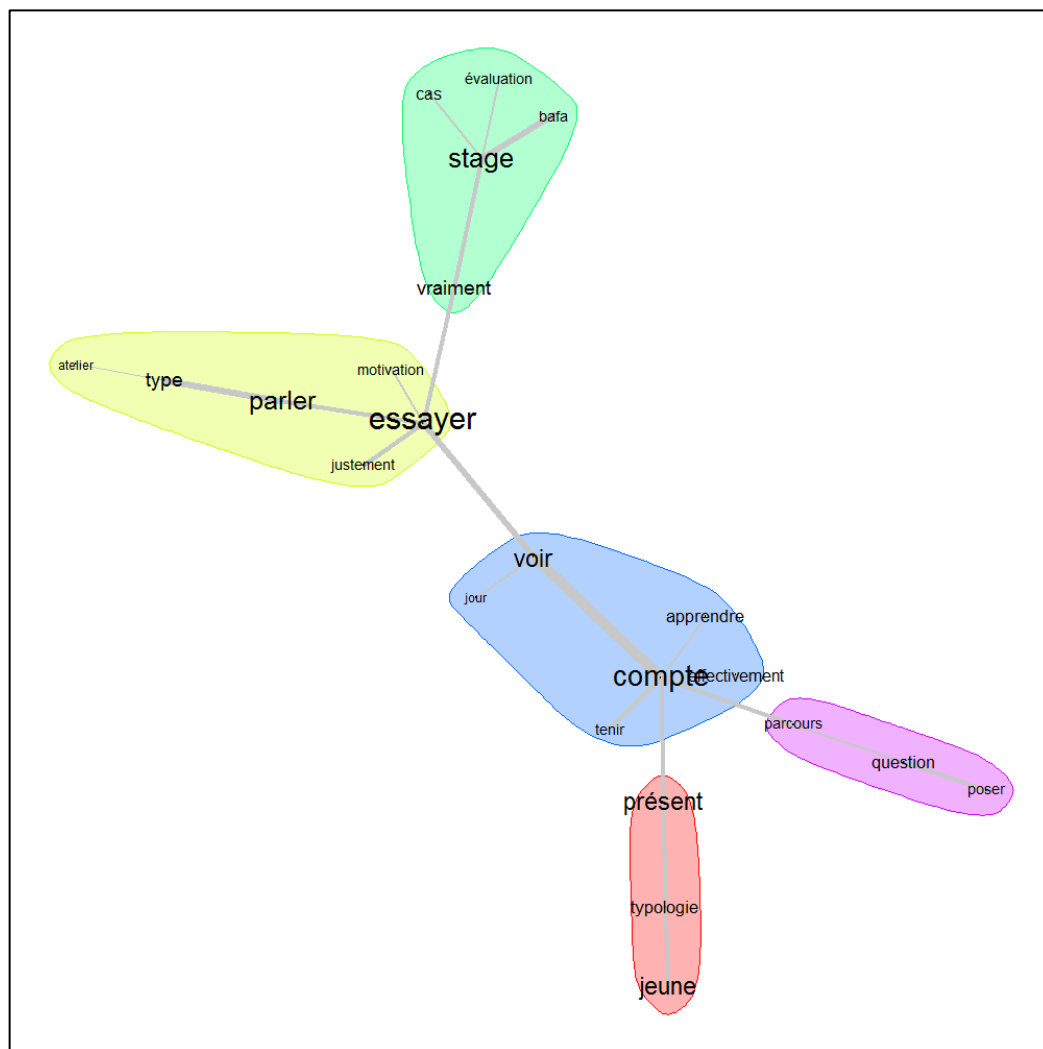 évaluation
cas
bafa
stage
vraiment
atelier
motivation
type
parler
essayer
justement
voir
jour
apprendre
compte
effectivement
parcours
tenir
question
poser
présent
typologie
jeune